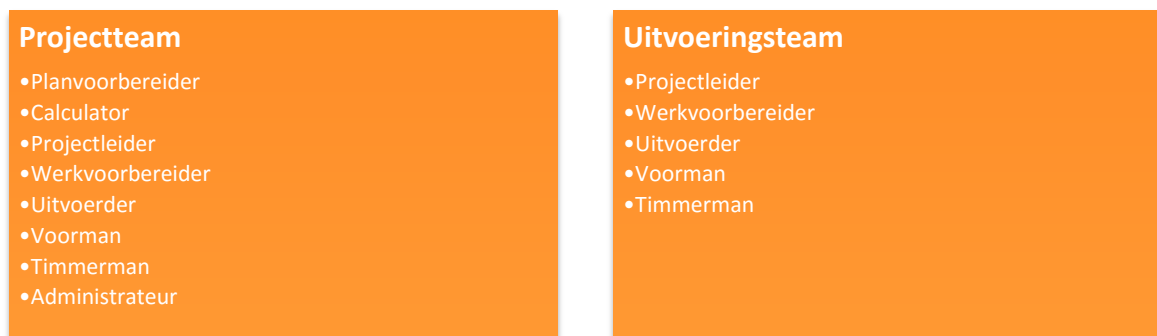 Projectteam
•Planvoorbereider
•Calculator
•Projectleider
•Werkvoorbereider
•Uitvoerder
•Voorman
•Timmerman
•Administrateur
Uitvoeringsteam
•Projectleider
•Werkvoorbereider
•Uitvoerder
•Voorman
•Timmerman